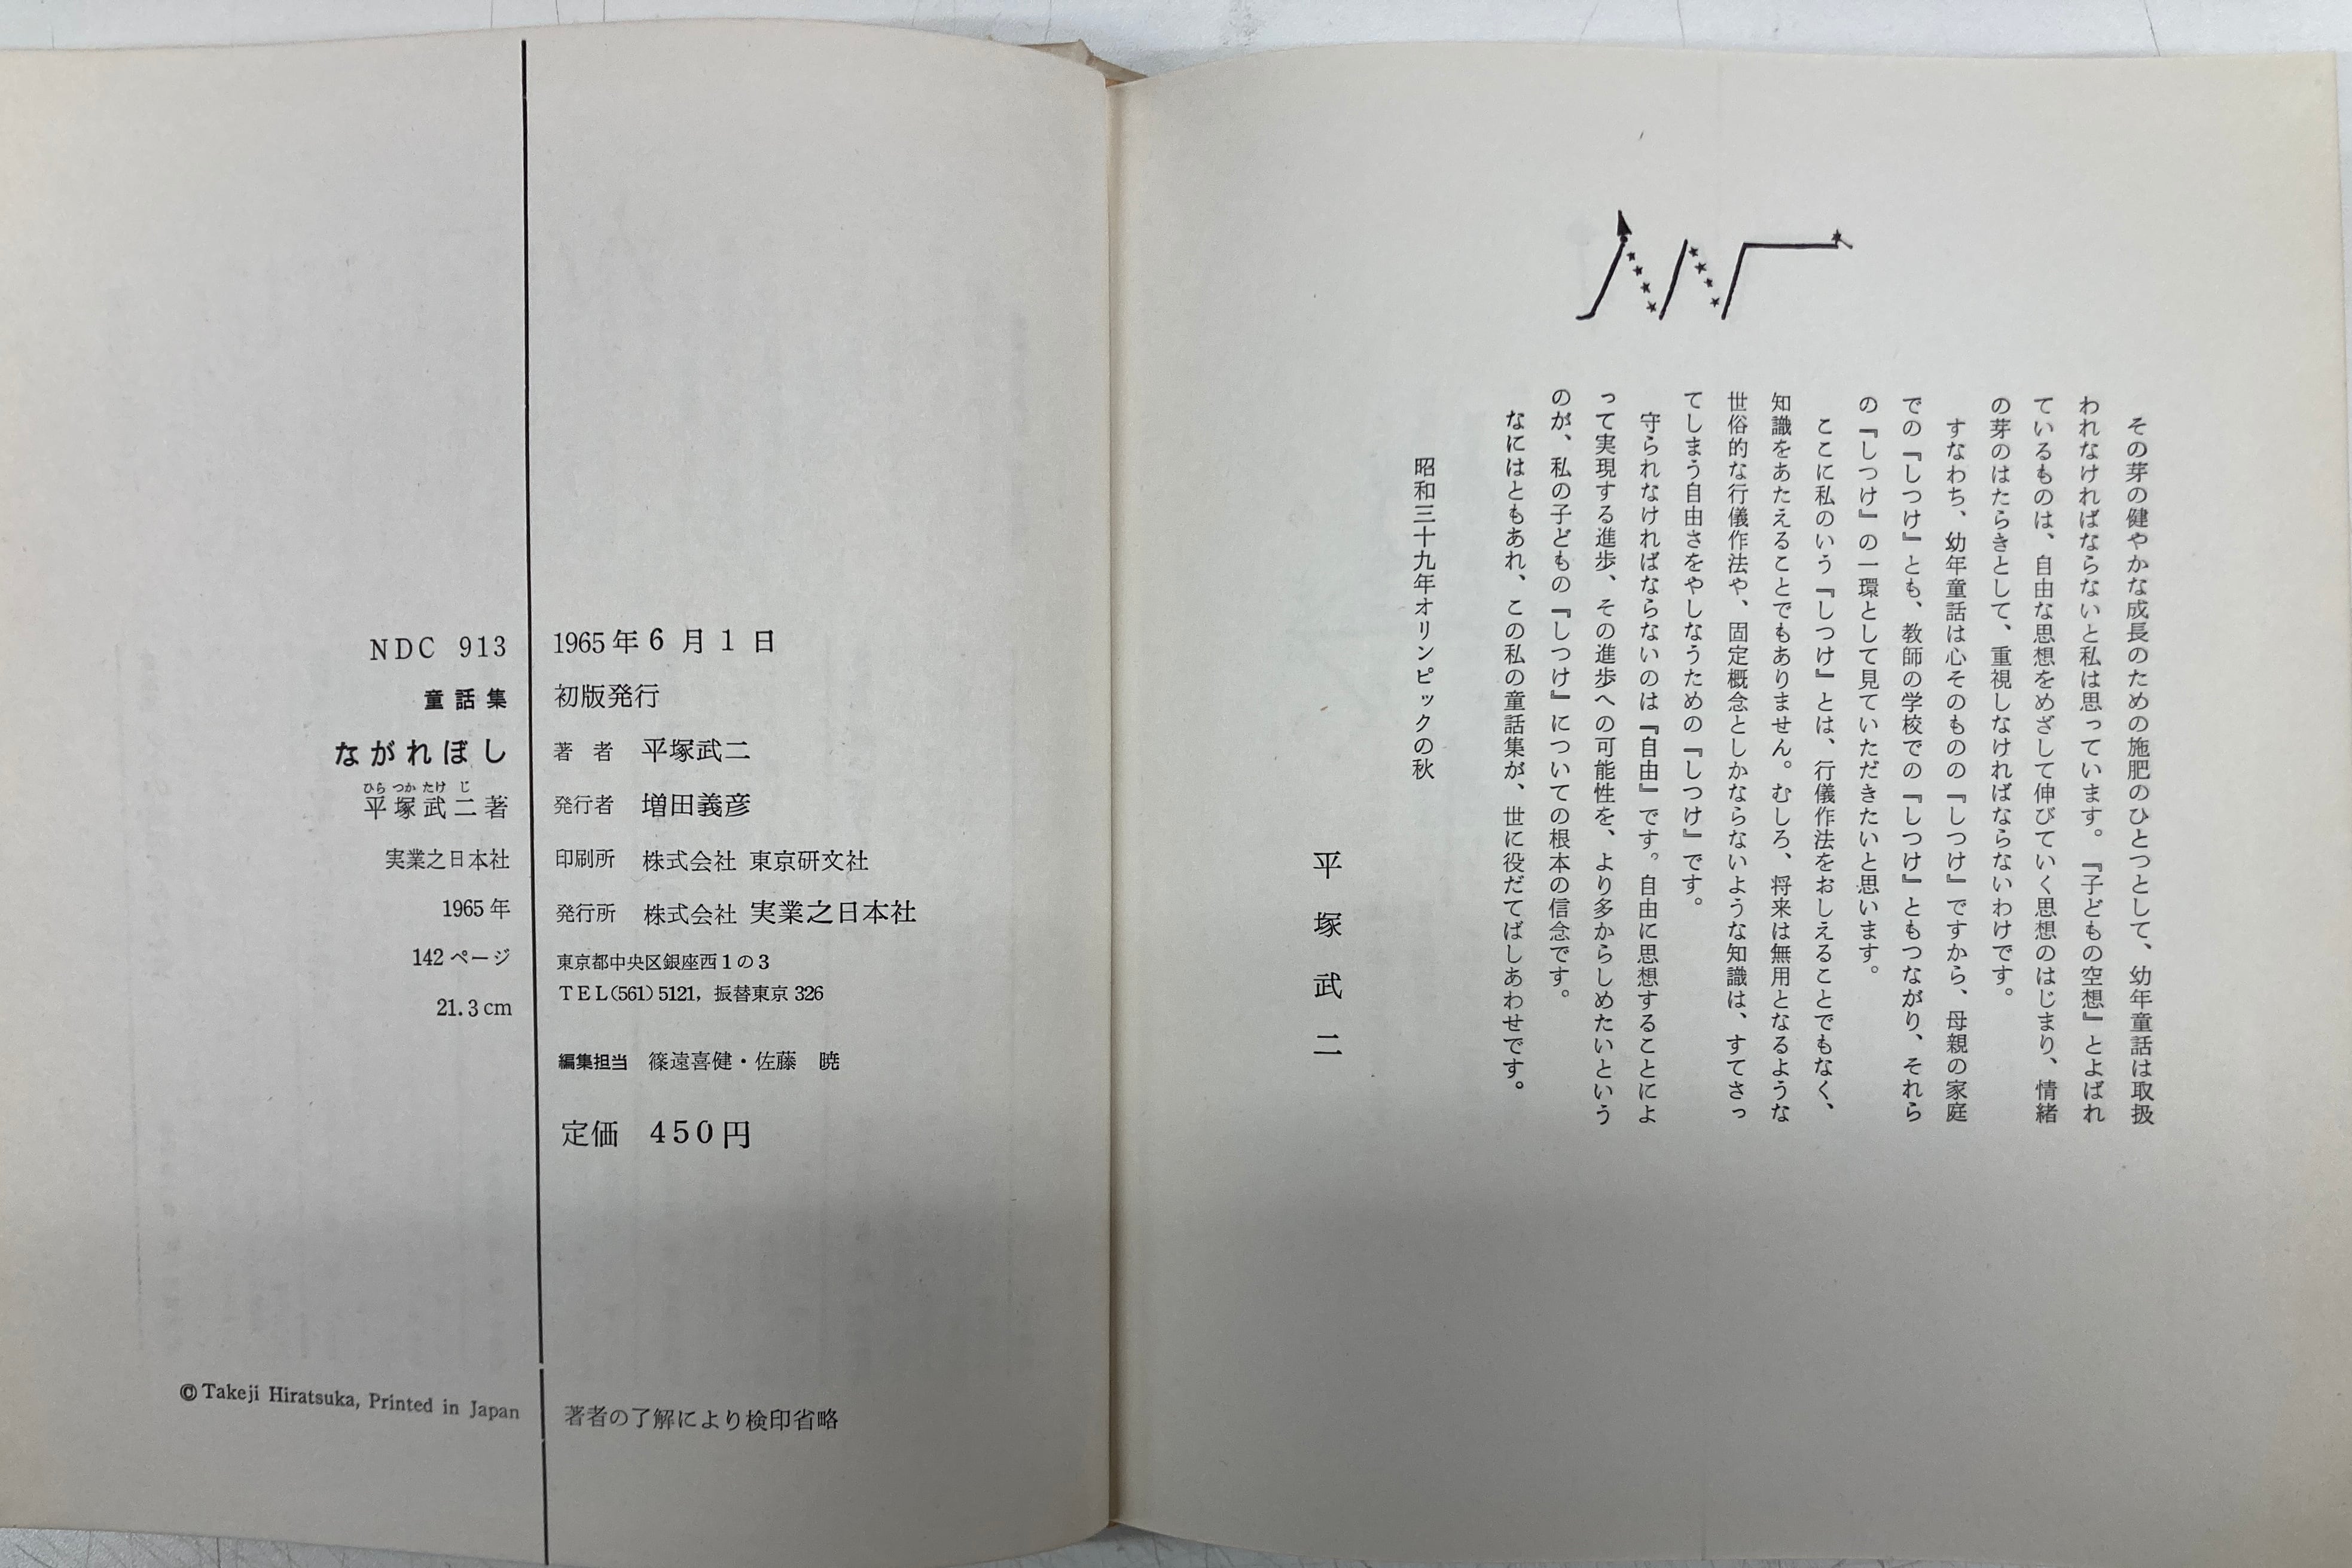 その芽の健やかな成長のための施肥のひとつとして、幼年童話は取扱
われなければならないと私は思っています。『子どもの空想』とよばれ
ているものは、自由な思想をめざして伸びていく思想のはじまり、情緒
の芽のはたらきとして、重視しなければならないわけです。
すなわち、幼年童話は心そのものの『しつけ』ですから、母親の家庭
での『しつけ』とも、教師の学校での『しつけ』ともつながり、それら
の『しつけ』の一環として見ていただきたいと思います。
ここに私のいう『しつけ』とは、行儀作法をおしえることでもなく、
知識をあたえることでもありません。むしろ、将来は無用となるような
世俗的な行儀作法や、固定概念としかならないような知識は、すてさっ
てしまう自由さをやしなうための『しつけ』です。
守られなければならないのは『自由』です。自由に思想することによ
って実現する進歩、その進歩への可能性を、より多からしめたいという
のが、私の子どもの『しつけ』についての根本の信念です。
なにはともあれ、この私の童話集が、世に役だてばしあわせです。
昭和三十九年オリンピックの秋
平塚武二
NDC 913
童話集
ながれぼし
ひら つか たけ じ
平塚武二著
実業之日本社
1965年
142ページ
21.3cm
1965年6月1日
初版発行
著者 平塚武二
発行者 増田義彦
印刷所 株式会社 東京研文社
発行所 株式会社 実業之日本社
東京都中央区銀座西1の3
TEL(561)5121, 振替東京326
編集担当 篠遠喜健・佐藤 暁
定価 450円
©Takeji Hiratsuka, Printed in Japan
著者の了解により検印省略